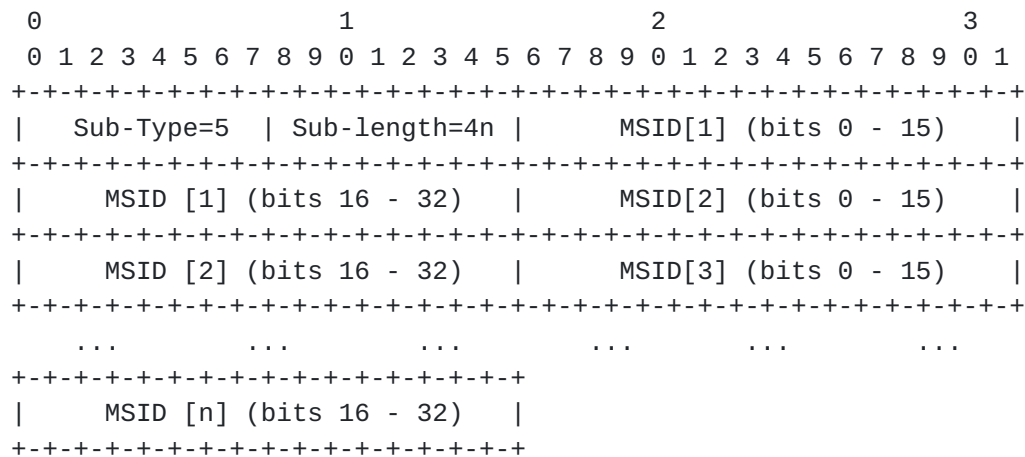 0                   1                   2                   3
 0 1 2 3 4 5 6 7 8 9 0 1 2 3 4 5 6 7 8 9 0 1 2 3 4 5 6 7 8 9 0 1
+-+-+-+-+-+-+-+-+-+-+-+-+-+-+-+-+-+-+-+-+-+-+-+-+-+-+-+-+-+-+-+-+
|   Sub-Type=5  | Sub-length=4n |      MSID[1] (bits 0 - 15)    |
+-+-+-+-+-+-+-+-+-+-+-+-+-+-+-+-+-+-+-+-+-+-+-+-+-+-+-+-+-+-+-+-+
|     MSID [1] (bits 16 - 32)   |      MSID[2] (bits 0 - 15)    |
+-+-+-+-+-+-+-+-+-+-+-+-+-+-+-+-+-+-+-+-+-+-+-+-+-+-+-+-+-+-+-+-+
|     MSID [2] (bits 16 - 32)   |      MSID[3] (bits 0 - 15)    |
+-+-+-+-+-+-+-+-+-+-+-+-+-+-+-+-+-+-+-+-+-+-+-+-+-+-+-+-+-+-+-+-+
    ...        ...        ...        ...       ...        ...
+-+-+-+-+-+-+-+-+-+-+-+-+-+-+-+-+
|     MSID [n] (bits 16 - 32)   |
+-+-+-+-+-+-+-+-+-+-+-+-+-+-+-+-+